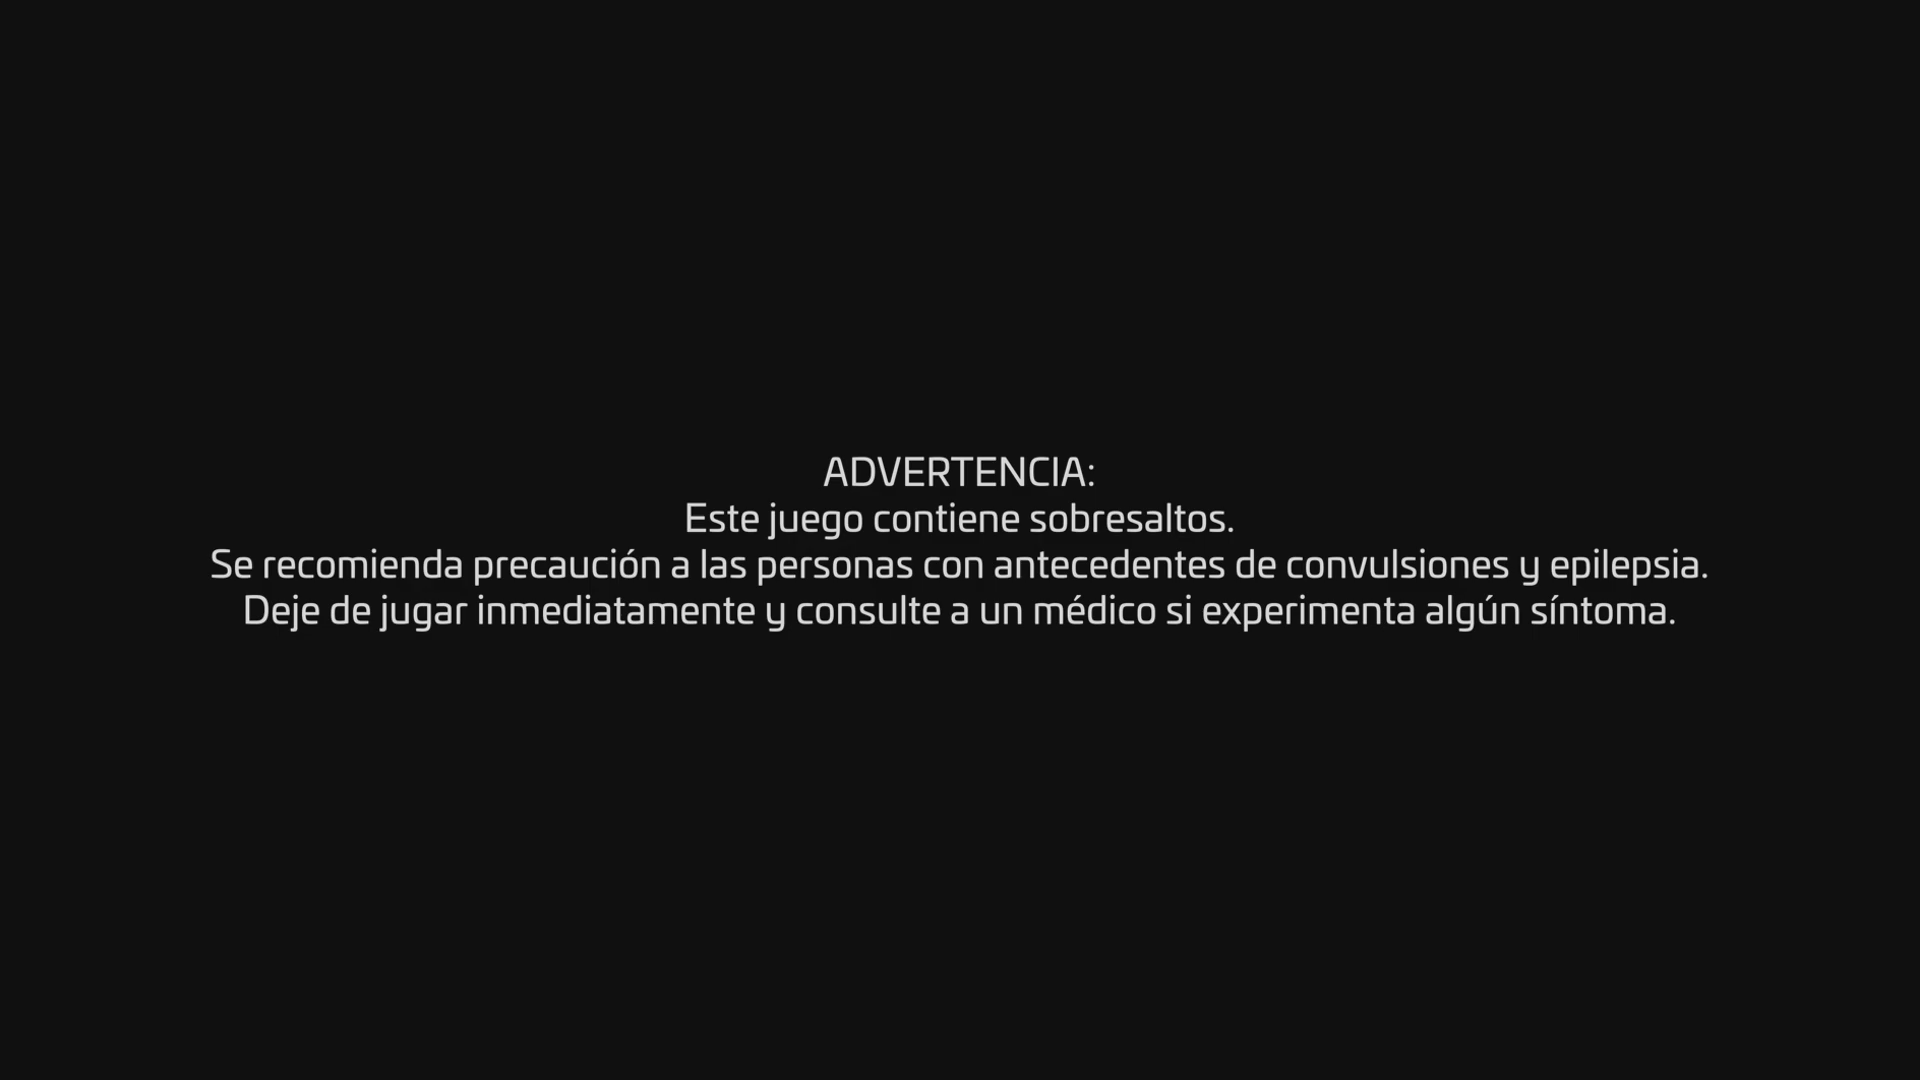 ADVERTENCIA:
Este juego contiene sobresaltos.
Se recomienda precaución a las personas con antecedentes de convulsiones y epilepsia.
Deje de jugar inmediatamente y consulte a un médico si experimenta algún síntoma.